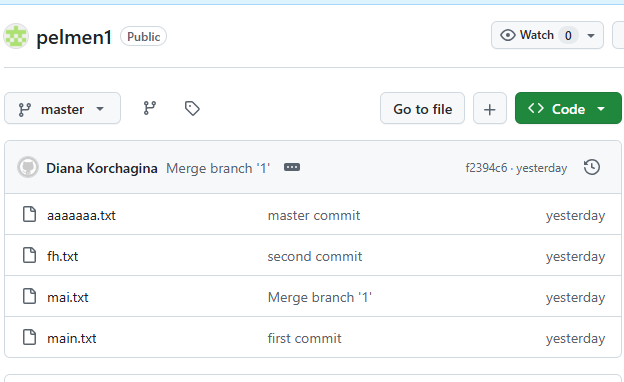 pelmen1 Public Watch 0
master Go to file Code
Diana Korchagina Merge branch '1' f2394c6 · yesterday
aaaaaaa.txt master commit yesterday
fh.txt second commit yesterday
mai.txt Merge branch '1' yesterday
main.txt first commit yesterday